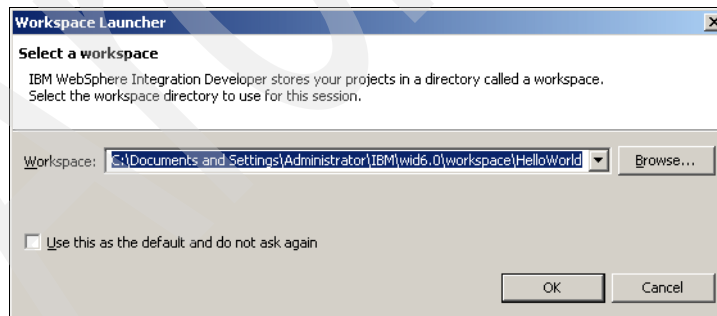 Workspace Launcher
Select a workspace
IBM WebSphere Integration Developer stores your projects in a directory called a workspace.
Select the workspace directory to use for this session.
Workspace: C:\Documents and Settings\Administrator\IBM\wid6.0\workspace\HelloWorld Browse...
Use this as the default and do not ask again
OK Cancel